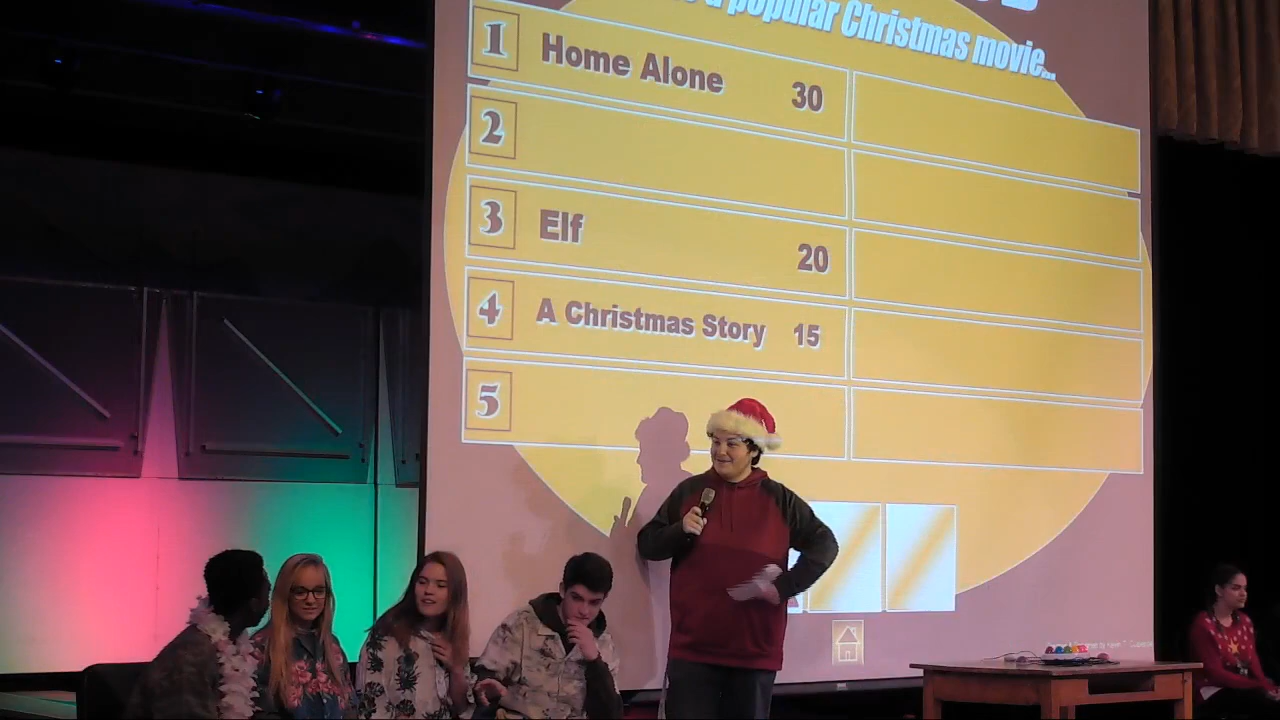 a popular Christmas movie...
1 Home Alone 30
2
3 Elf 20
4 A Christmas Story 15
5